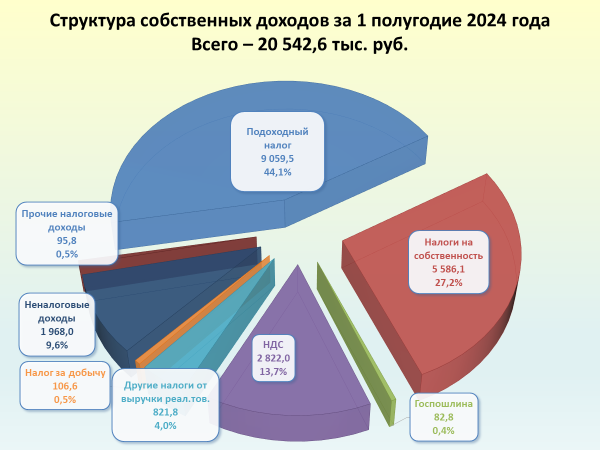 Структура собственных доходов за 1 полугодие 2024 года
Всего – 20 542,6 тыс. руб.
Подоходный
налог
9 059,5
44,1%
Прочие налоговые
доходы
95,8
0,5%
Налоги на
собственность
5 586,1
27,2%
Неналоговые
доходы
1 968,0
9,6%
НДС
2 822,0
13,7%
Налог за добычу
106,6
0,5%
Другие налоги от
выручки реал.тов.
821,8
4,0%
Госпошлина
82,8
0,4%